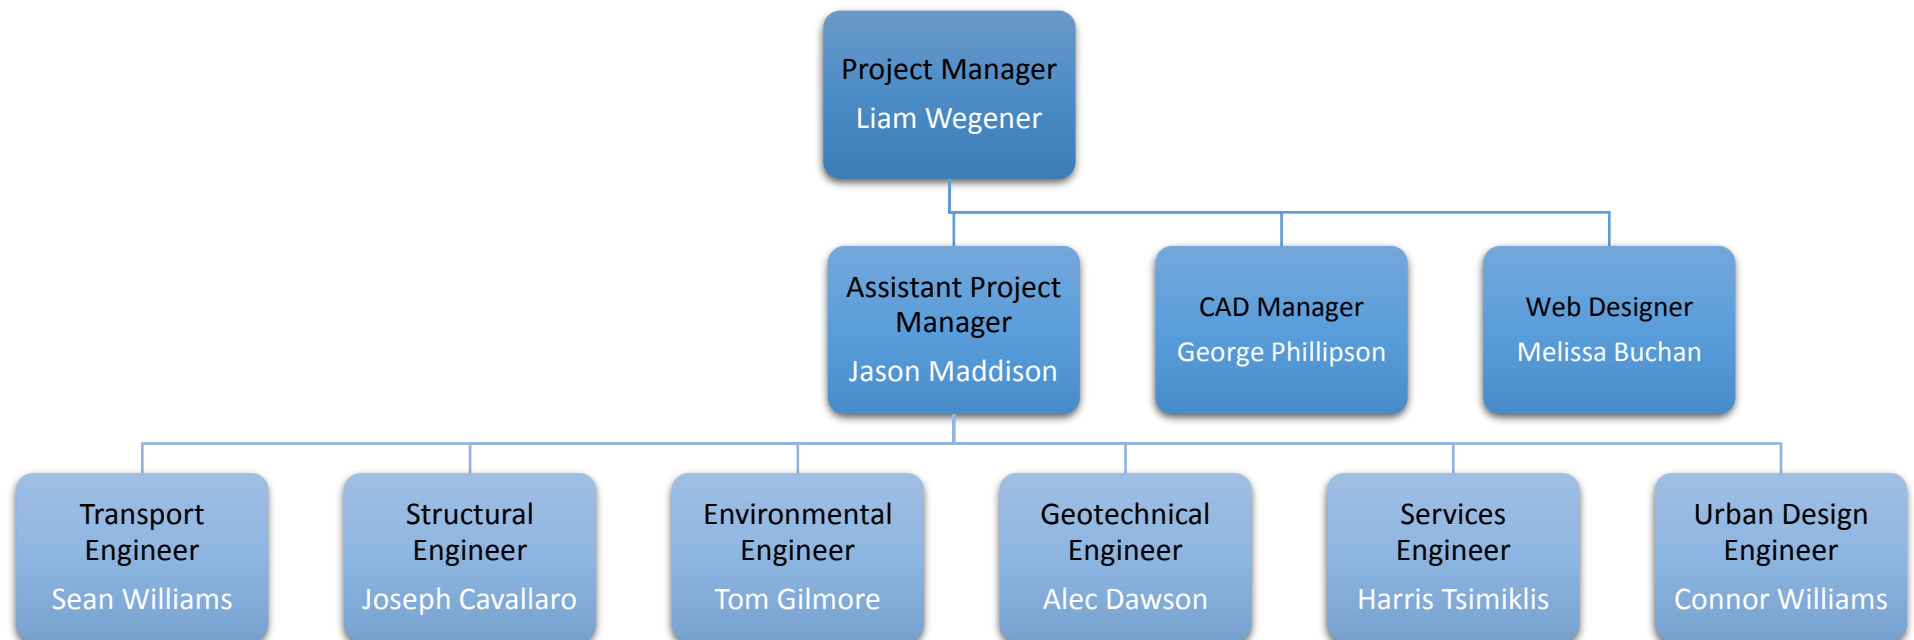 Project Manager
Liam Wegener
Assistant Project
Manager
Jason Maddison
CAD Manager
George Phillipson
Web Designer
Melissa Buchan
Transport
Engineer
Sean Williams
Structural
Engineer
Joseph Cavallaro
Environmental
Engineer
Tom Gilmore
Geotechnical
Engineer
Alec Dawson
Services
Engineer
Harris Tsimiklis
Urban Design
Engineer
Connor Williams